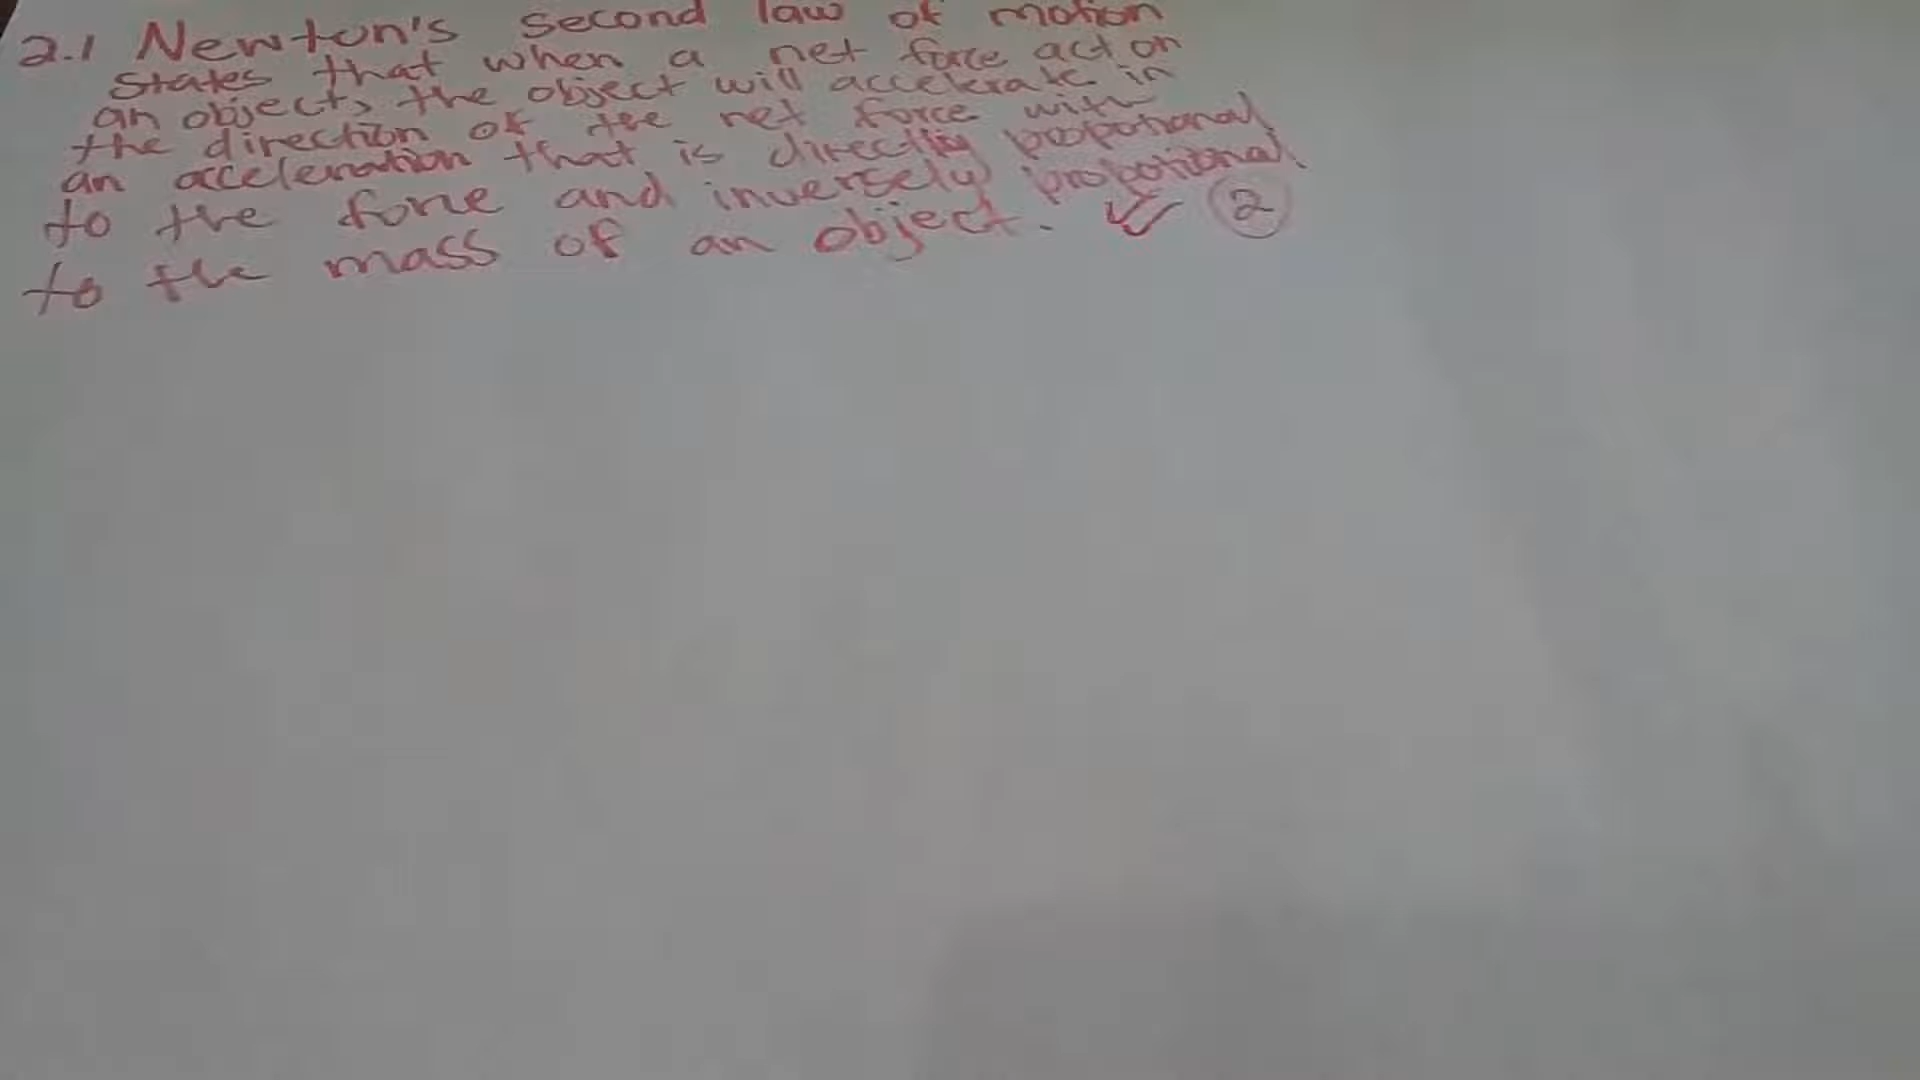 2.1 Newton's second law of motion
states that when a net force act on
an object, the object will accelerate in
the direction of the net force with
an acceleration that is directly propotional
to the force and inversely propotional
to the mass of an object. ✓✓ 2